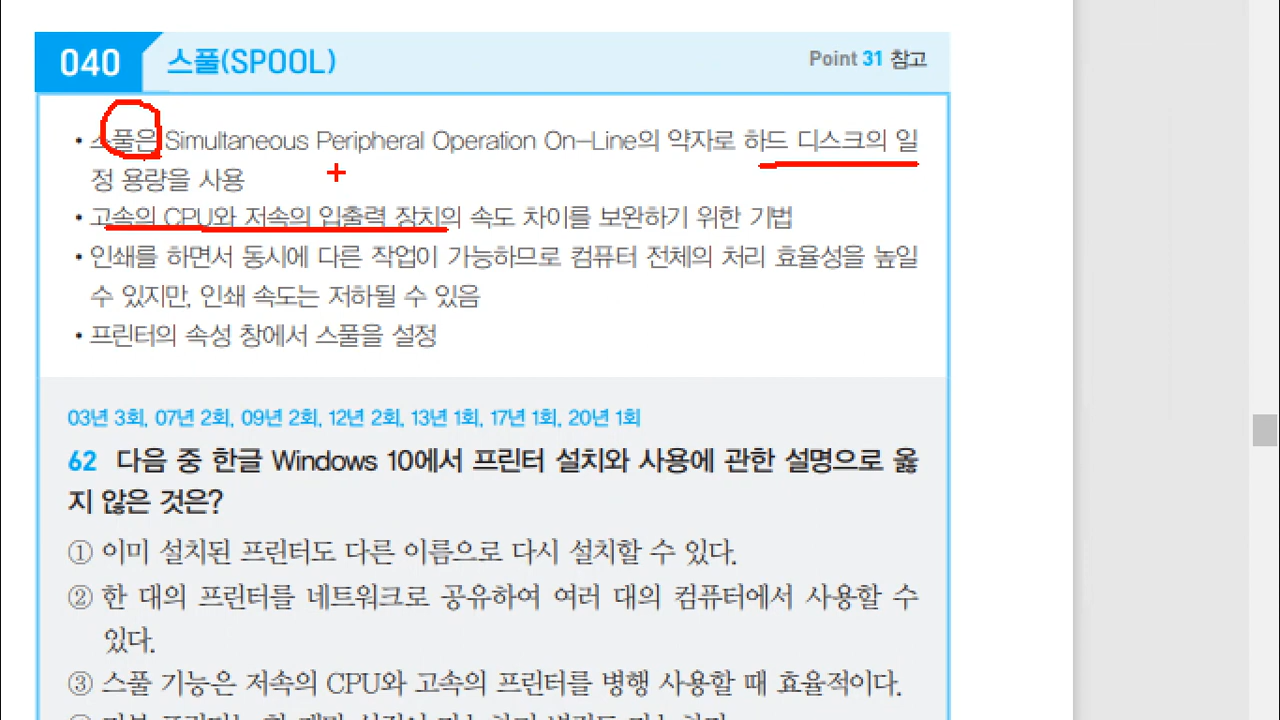 040 스풀(SPOOL) Point 31 참고
• 스풀은 Simultaneous Peripheral Operation On-Line의 약자로 하드 디스크의 일
정 용량을 사용
• 고속의 CPU와 저속의 입출력 장치의 속도 차이를 보완하기 위한 기법
• 인쇄를 하면서 동시에 다른 작업이 가능하므로 컴퓨터 전체의 처리 효율성을 높일
수 있지만, 인쇄 속도는 저하될 수 있음
• 프린터의 속성 창에서 스풀을 설정
03년 3회, 07년 2회, 09년 2회, 12년 2회, 13년 1회, 17년 1회, 20년 1회
62 다음 중 한글 Windows 10에서 프린터 설치와 사용에 관한 설명으로 옳
지 않은 것은?
① 이미 설치된 프린터도 다른 이름으로 다시 설치할 수 있다.
② 한 대의 프린터를 네트워크로 공유하여 여러 대의 컴퓨터에서 사용할 수
있다.
③ 스풀 기능은 저속의 CPU와 고속의 프린터를 병행 사용할 때 효율적이다.